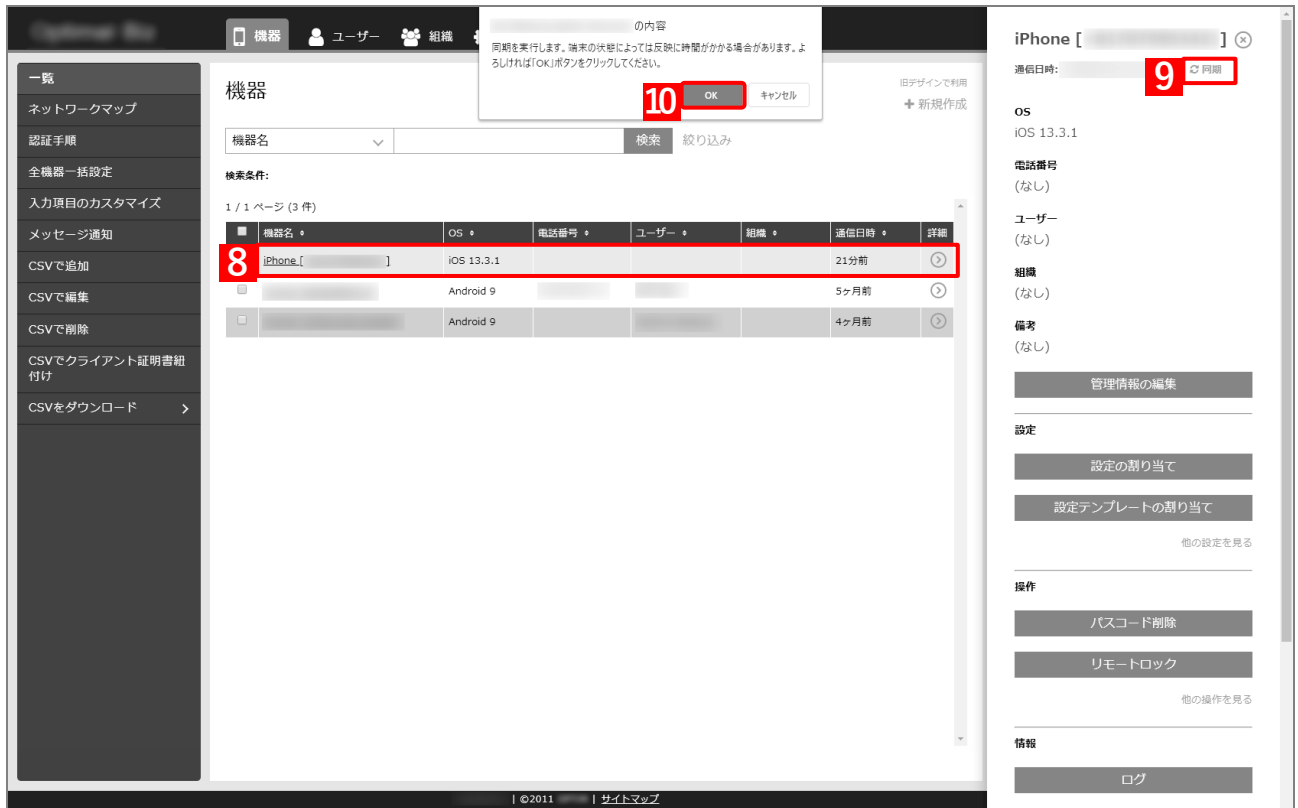 機器
ユーザー
組織
の内容
同期を実行します。端末の状態によっては反映に時間がかかる場合があります。よ
ろしければ「OK」ボタンをクリックしてください。
10
OK
キャンセル
一覧
ネットワークマップ
認証手順
全機器一括設定
入力項目のカスタマイズ
メッセージ通知
CSVで追加
CSVで編集
CSVで削除
CSVでクライアント証明書紐
付け
CSVをダウンロード
機器
旧デザインで利用
+ 新規作成
機器名
検索
絞り込み
検索条件:
1 / 1 ページ (3 件)
機器名 OS 電話番号 ユーザー 組織 通信日時 詳細
8
iPhone [ ] iOS 13.3.1 21分前
Android 9 5ヶ月前
Android 9 4ヶ月前
iPhone [ ]
通信日時:
9
同期
OS
iOS 13.3.1
電話番号
(なし)
ユーザー
(なし)
組織
(なし)
備考
(なし)
管理情報の編集
設定
設定の割り当て
設定テンプレートの割り当て
他の設定を見る
操作
パスコード削除
リモートロック
他の操作を見る
情報
ログ
| ©2011 | サイトマップ